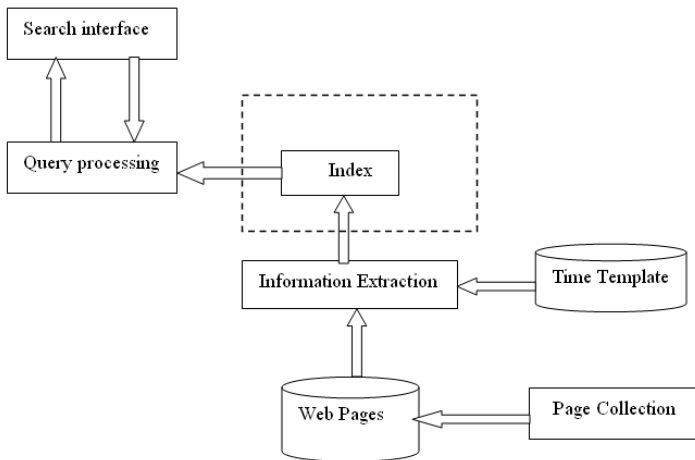 Search interface
Query processing
Index
Information Extraction
Time Template
Web Pages
Page Collection